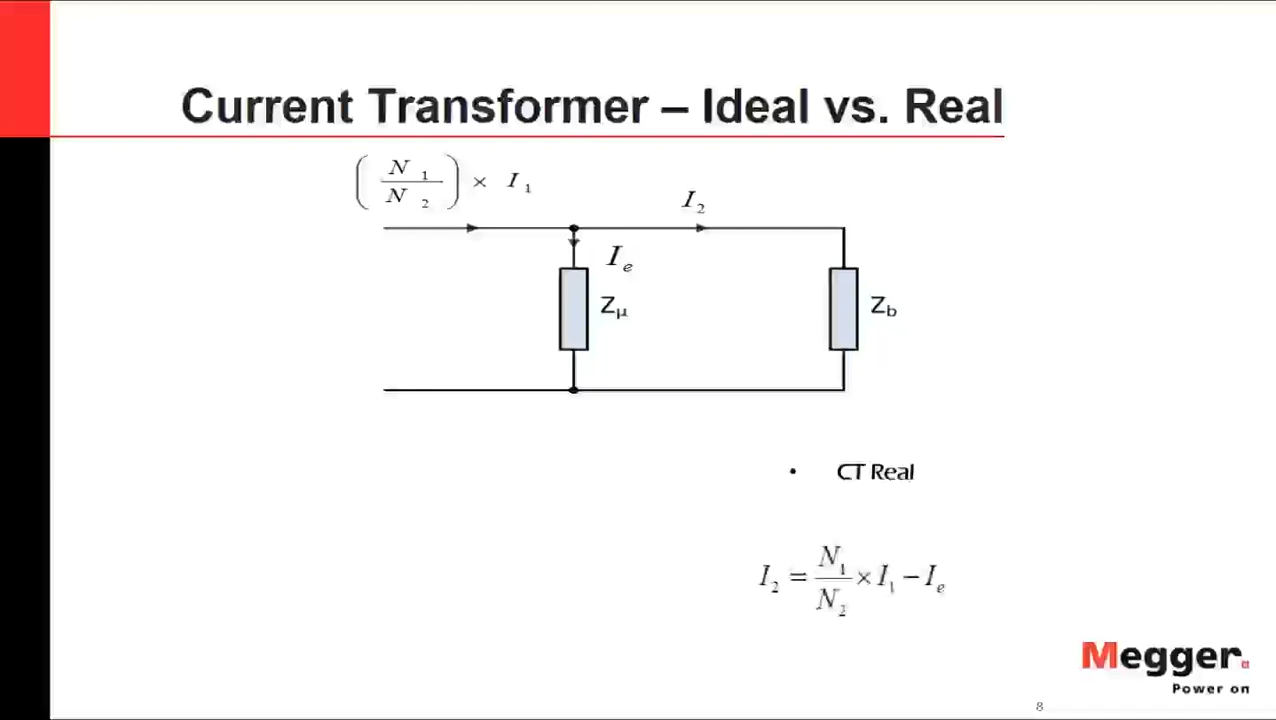 Current Transformer – Ideal vs. Real
(N₁/N₂) × I₁
I₂
Iₑ
Zμ
Z_b
• CT Real
I₂ = N₁/N₂ × I₁ − Iₑ
Megger.
Power on
8